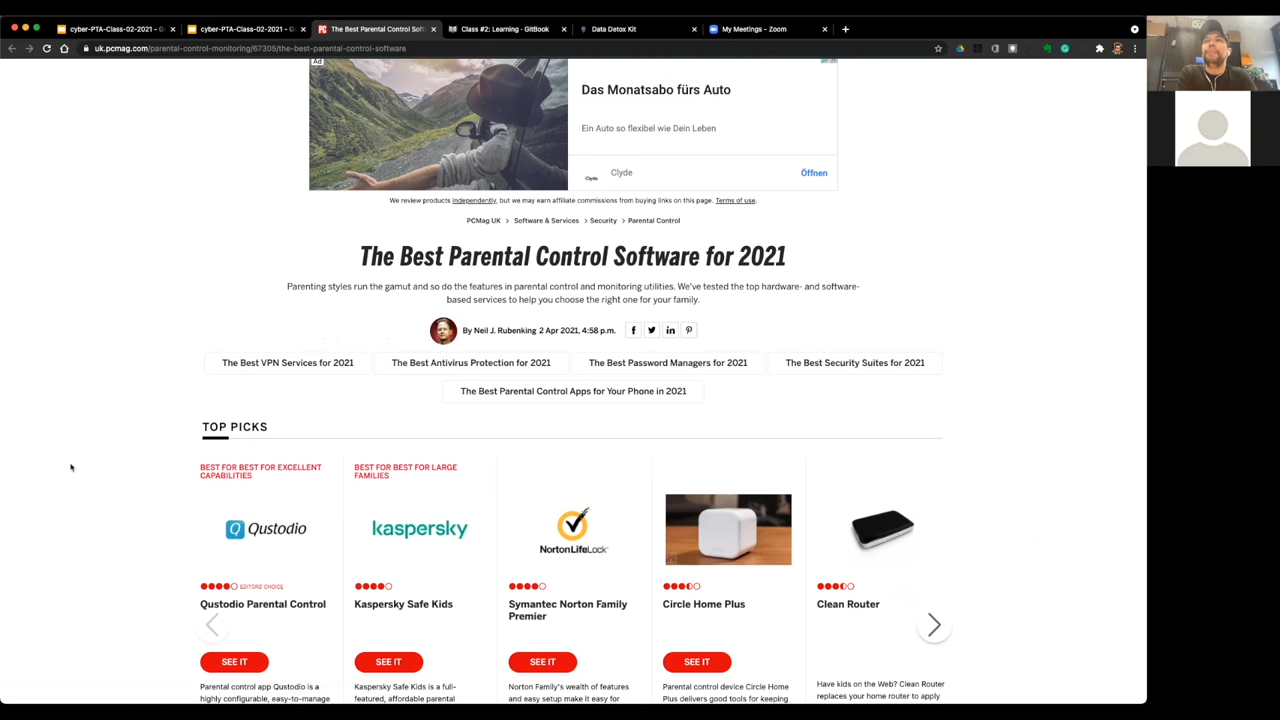 cyber-PTA-Class-02-2021 - G
cyber-PTA-Class-02-2021 - G
The Best Parental Control Soft
Class #2: Learning · GitBook
Data Detox Kit
My Meetings - Zoom
uk.pcmag.com/parental-control-monitoring/67305/the-best-parental-control-software
Ad
Das Monatsabo fürs Auto
Ein Auto so flexibel wie Dein Leben
Clyde
Clyde
Öffnen
We review products independently, but we may earn affiliate commissions from buying links on this page. Terms of use.
PCMag UK > Software & Services > Security > Parental Control
The Best Parental Control Software for 2021
Parenting styles run the gamut and so do the features in parental control and monitoring utilities. We've tested the top hardware- and software-
based services to help you choose the right one for your family.
By Neil J. Rubenking 2 Apr 2021, 4:58 p.m.
The Best VPN Services for 2021
The Best Antivirus Protection for 2021
The Best Password Managers for 2021
The Best Security Suites for 2021
The Best Parental Control Apps for Your Phone in 2021
TOP PICKS
BEST FOR BEST FOR EXCELLENT
CAPABILITIES
Qustodio
EDITORS' CHOICE
Qustodio Parental Control
SEE IT
Parental control app Qustodio is a
highly configurable, easy-to-manage
BEST FOR BEST FOR LARGE
FAMILIES
kaspersky
Kaspersky Safe Kids
SEE IT
Kaspersky Safe Kids is a full-
featured, affordable parental
NortonLifeLock
Symantec Norton Family
Premier
SEE IT
Norton Family's wealth of features
and easy setup make it easy for
Circle Home Plus
SEE IT
Parental control device Circle Home
Plus delivers good tools for keeping
Clean Router
Have kids on the Web? Clean Router
replaces your home router to apply